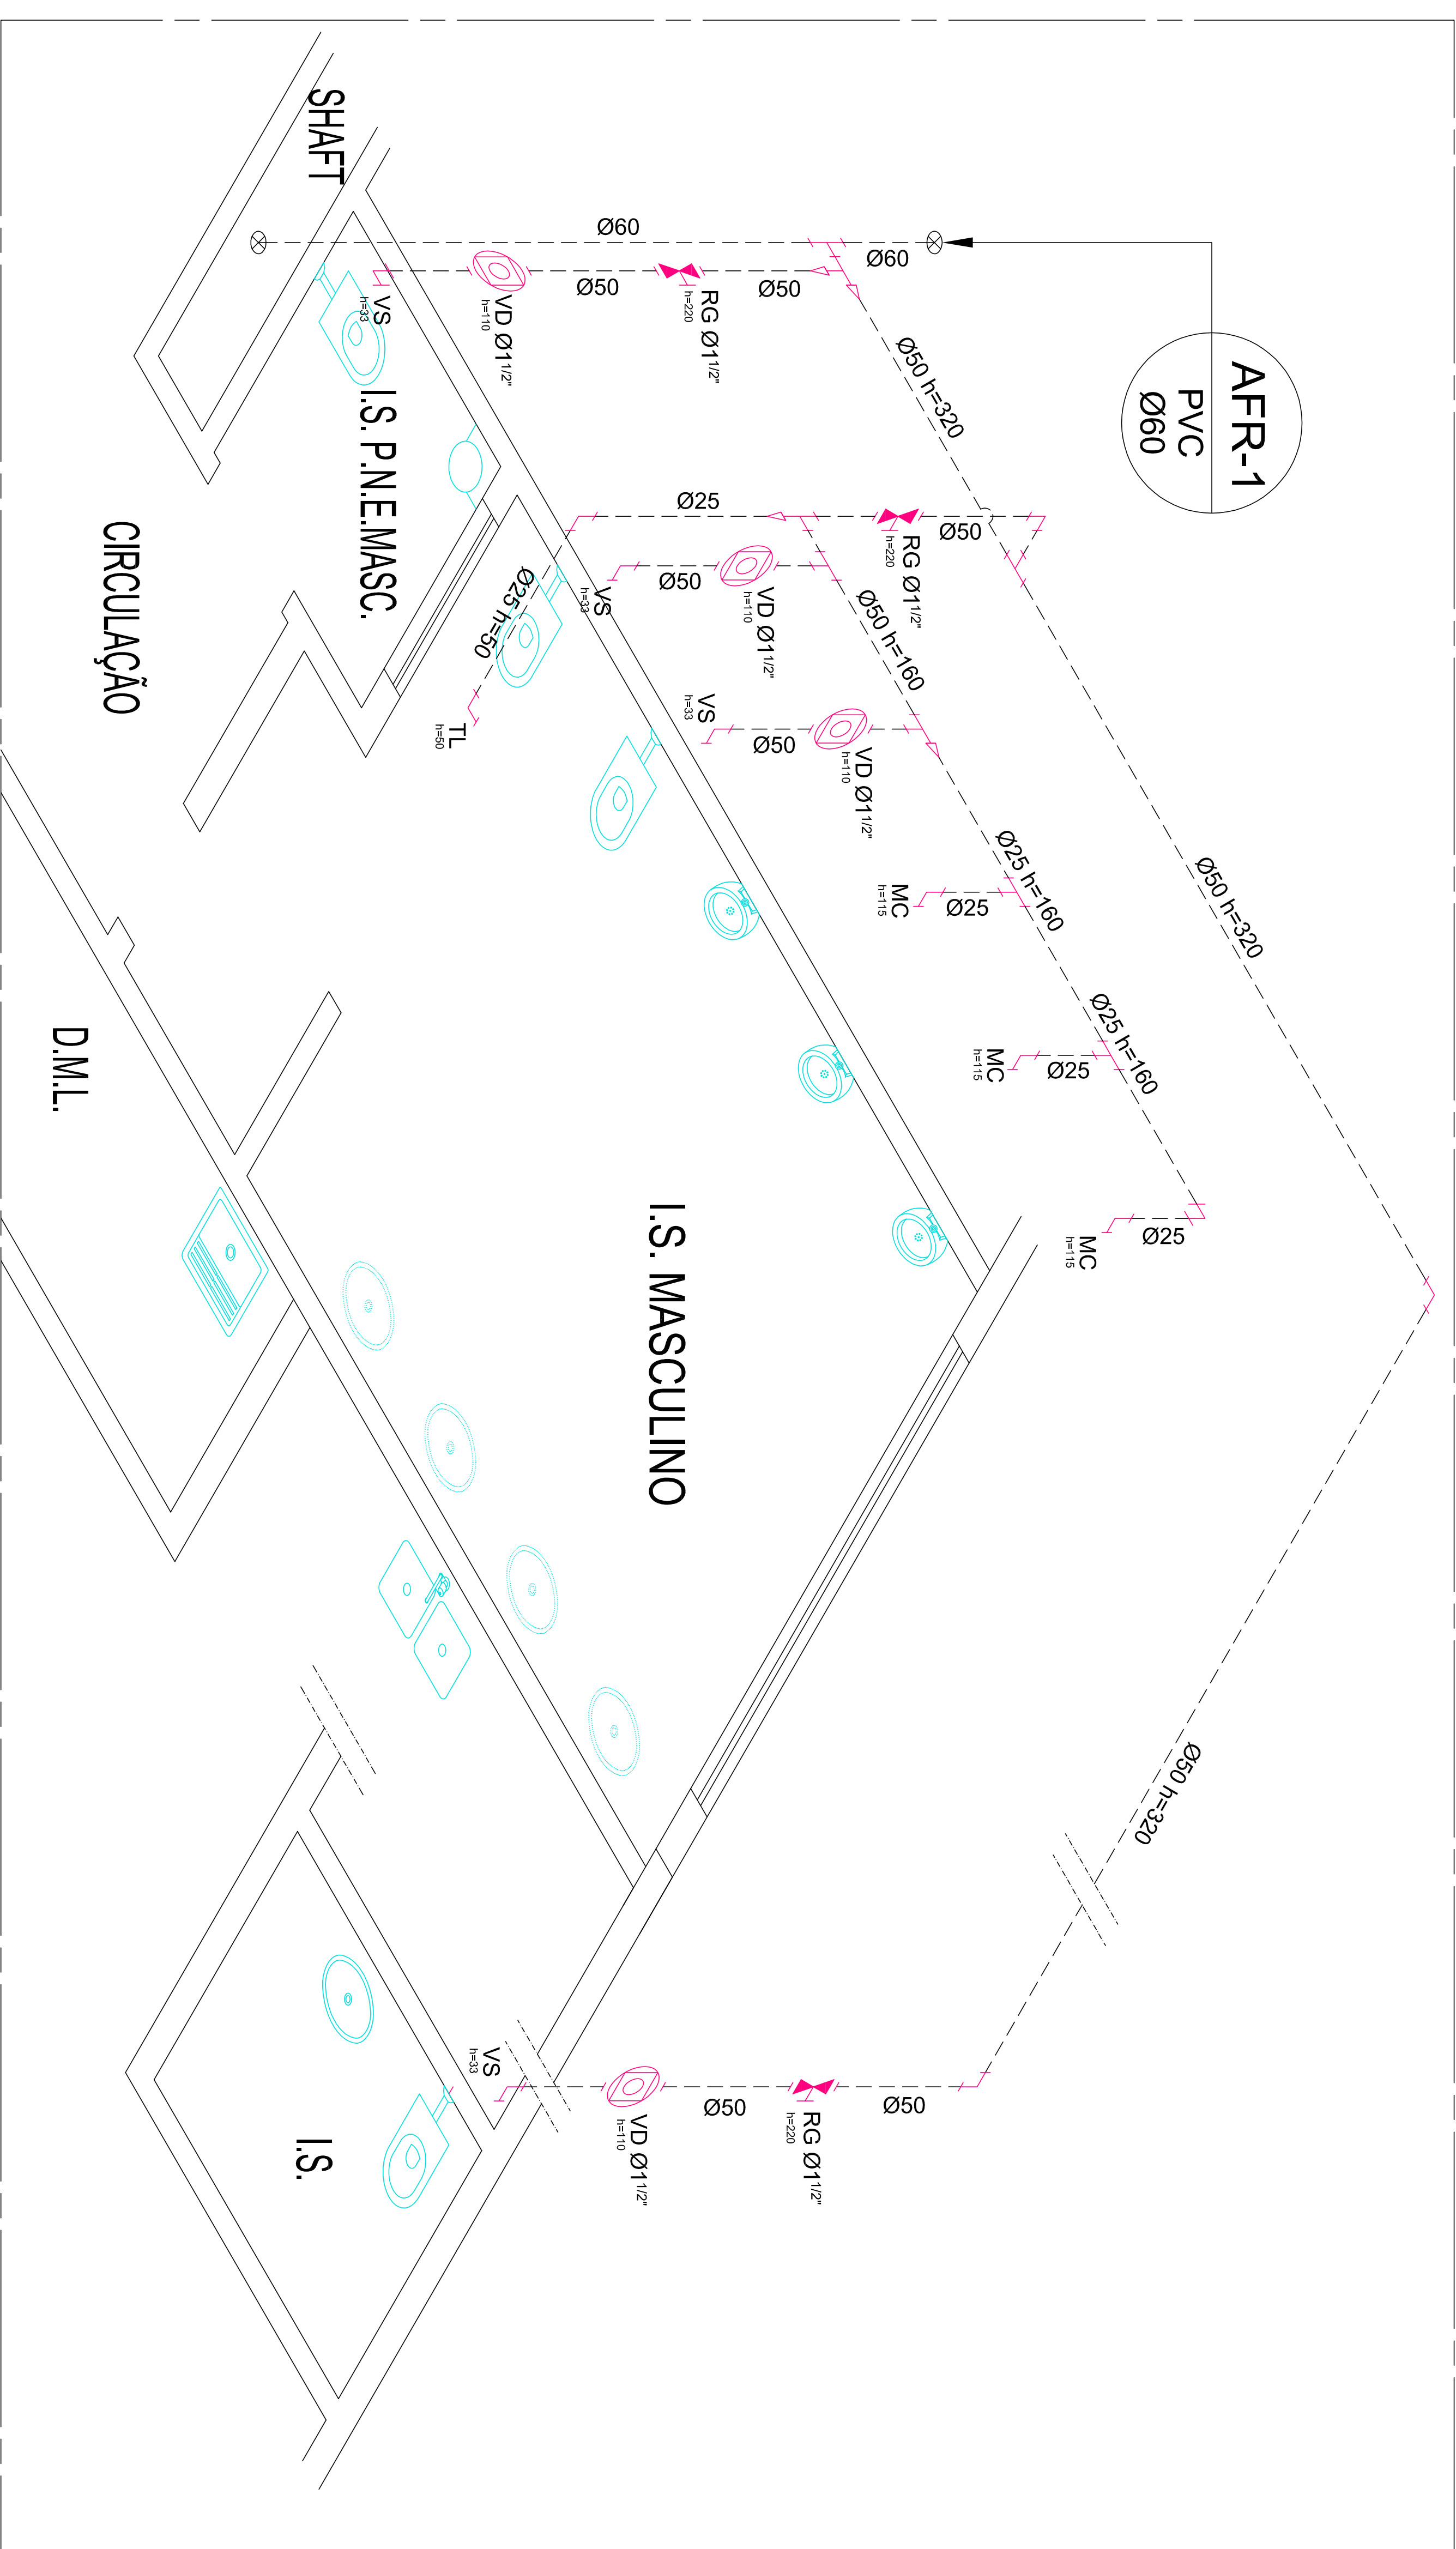 AFR-1
PVC
Ø60
Ø60
Ø60
Ø50
Ø50
RG Ø1 1/2"
h=220
VD Ø1 1/2"
h=110
VS
h=33
SHAFT
I.S. P.N.E.MASC.
CIRCULAÇÃO
Ø50 h=320
Ø50
RG Ø1 1/2"
h=220
Ø25
Ø50
VD Ø1 1/2"
h=110
VS
h=33
Ø25 h=50
TL
h=50
Ø50 h=160
Ø50
VD Ø1 1/2"
h=110
VS
h=33
Ø25 h=160
Ø25
MC
h=115
Ø25 h=160
Ø25
MC
h=115
Ø25
MC
h=115
Ø50 h=320
D.M.L.
I.S. MASCULINO
Ø50 h=320
Ø50
RG Ø1 1/2"
h=220
Ø50
VD Ø1 1/2"
h=110
VS
h=33
I.S.